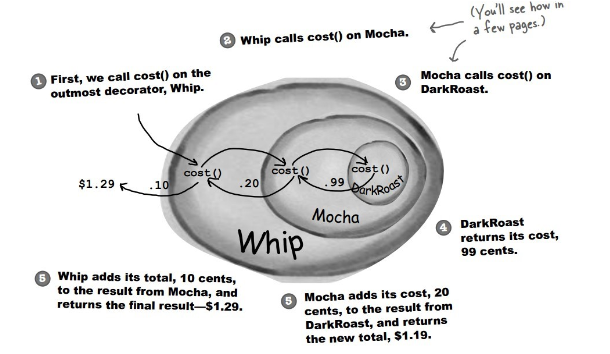 (You'll see how in
a few pages.)
2 Whip calls cost() on Mocha.
1 First, we call cost() on the
outmost decorator, Whip.
3 Mocha calls cost() on
DarkRoast.
cost()
cost()
cost()
$1.29
.10
.20
.99
DarkRoast
Mocha
Whip
4 DarkRoast
returns its cost,
99 cents.
6 Whip adds its total, 10 cents,
to the result from Mocha, and
returns the final result—$1.29.
5 Mocha adds its cost, 20
cents, to the result from
DarkRoast, and returns
the new total, $1.19.